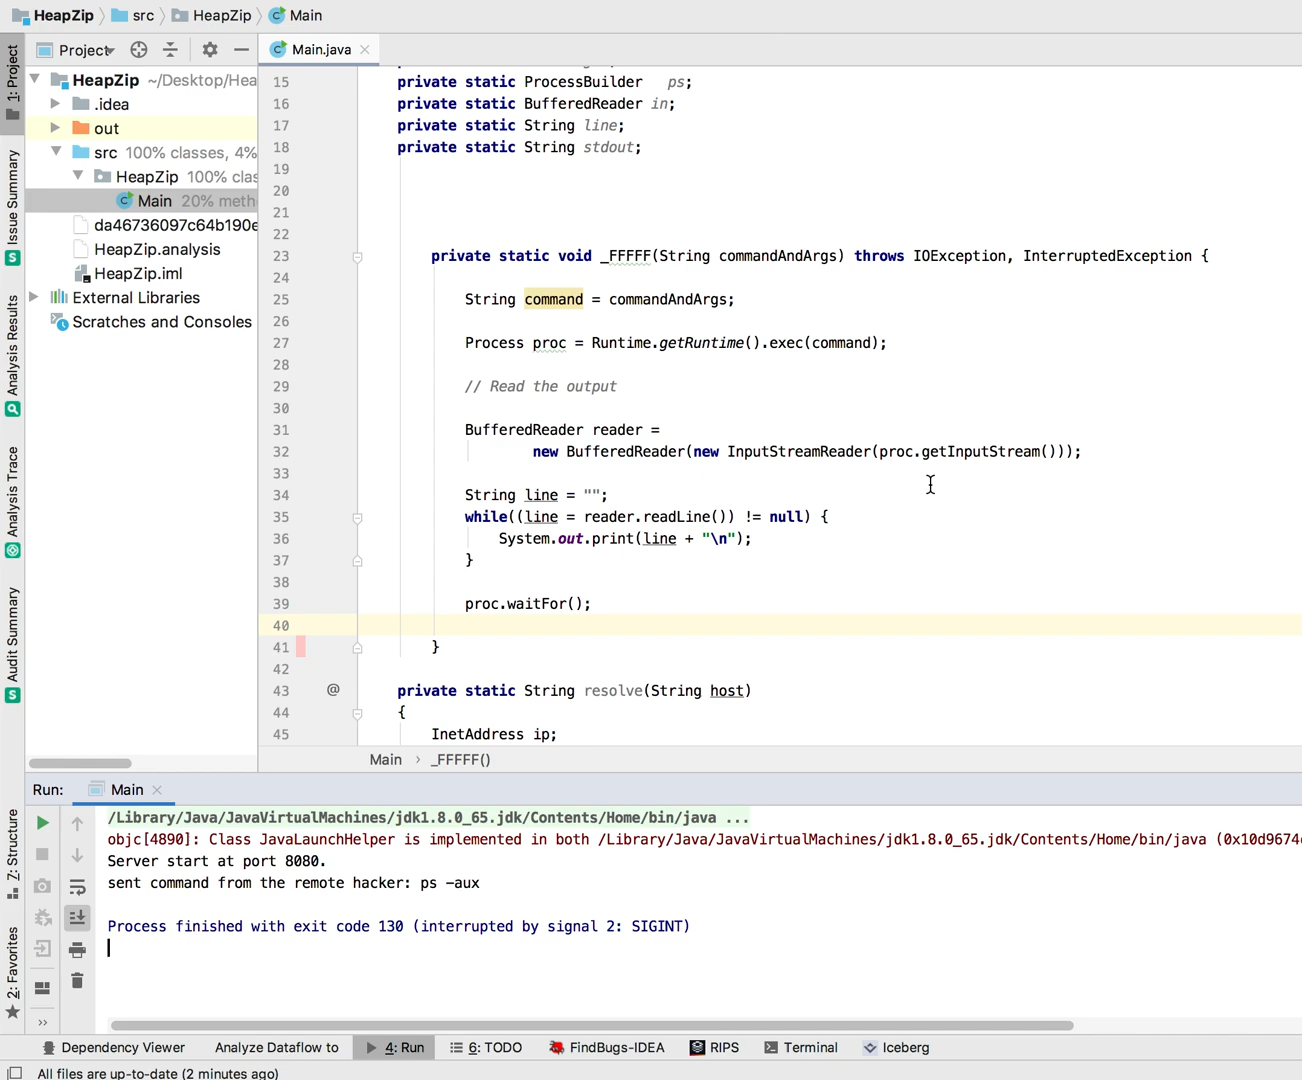 HeapZip src HeapZip Main
1: Project
Issue Summary
Analysis Results
Analysis Trace
Audit Summary
Z: Structure
2: Favorites
Project
HeapZip ~/Desktop/Hea
.idea
out
src 100% classes, 4%
HeapZip 100% clas
Main 20% meth
da46736097c64b190e
HeapZip.analysis
HeapZip.iml
External Libraries
Scratches and Consoles
Main.java
15 private static ProcessBuilder ps;
16 private static BufferedReader in;
17 private static String line;
18 private static String stdout;
19
20
21
22
23 private static void _FFFFF(String commandAndArgs) throws IOException, InterruptedException {
24
25 String command = commandAndArgs;
26
27 Process proc = Runtime.getRuntime().exec(command);
28
29 // Read the output
30
31 BufferedReader reader =
32 new BufferedReader(new InputStreamReader(proc.getInputStream()));
33
34 String line = "";
35 while((line = reader.readLine()) != null) {
36 System.out.print(line + "\n");
37 }
38
39 proc.waitFor();
40
41 }
42
43 @ private static String resolve(String host)
44 {
45 InetAddress ip;
Main › _FFFFF()
Run: Main
/Library/Java/JavaVirtualMachines/jdk1.8.0_65.jdk/Contents/Home/bin/java ...
objc[4890]: Class JavaLaunchHelper is implemented in both /Library/Java/JavaVirtualMachines/jdk1.8.0_65.jdk/Contents/Home/bin/java (0x10d9674
Server start at port 8080.
sent command from the remote hacker: ps -aux
Process finished with exit code 130 (interrupted by signal 2: SIGINT)
Dependency Viewer Analyze Dataflow to 4: Run 6: TODO FindBugs-IDEA RIPS Terminal Iceberg
All files are up-to-date (2 minutes ago)